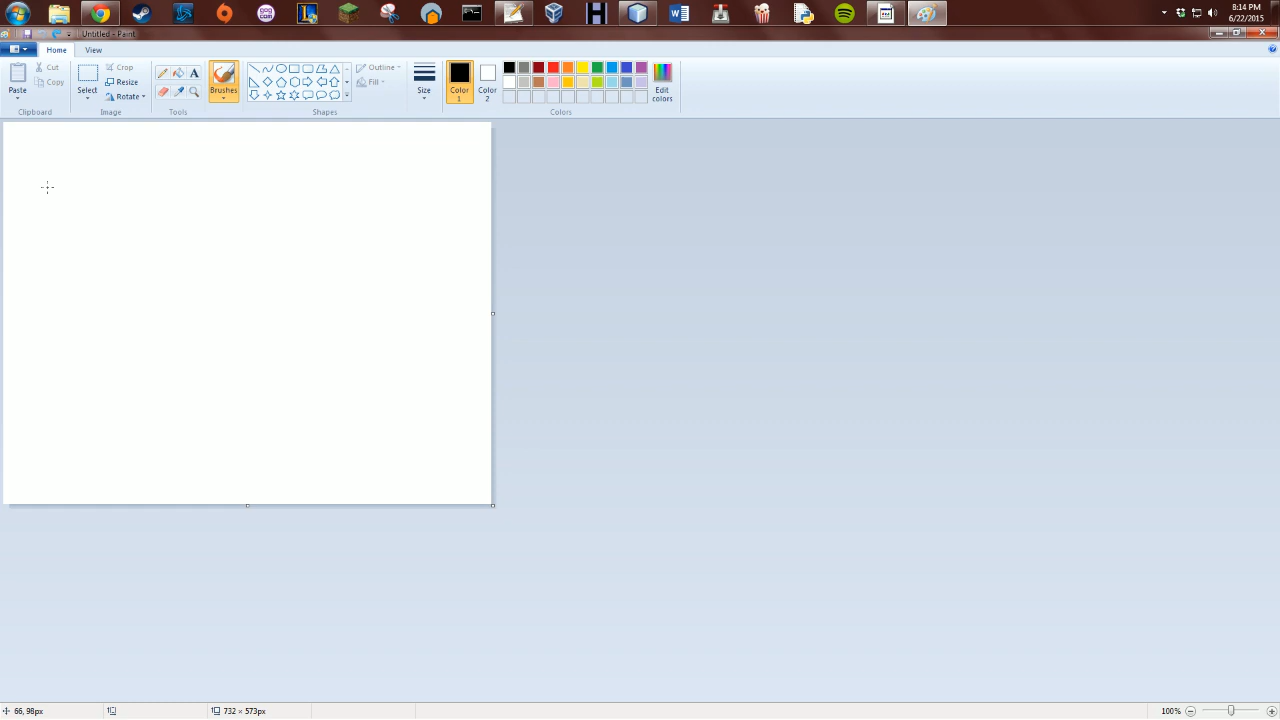 8:14 PM
6/22/2015
Untitled - Paint
Home View
Paste
Cut
Copy
Clipboard
Select
Crop
Resize
Rotate
Image
A
Tools
Brushes
Outline
Fill
Shapes
Size
Color
1
Color
2
Edit
colors
Colors
66, 98px
732 × 573px
100%